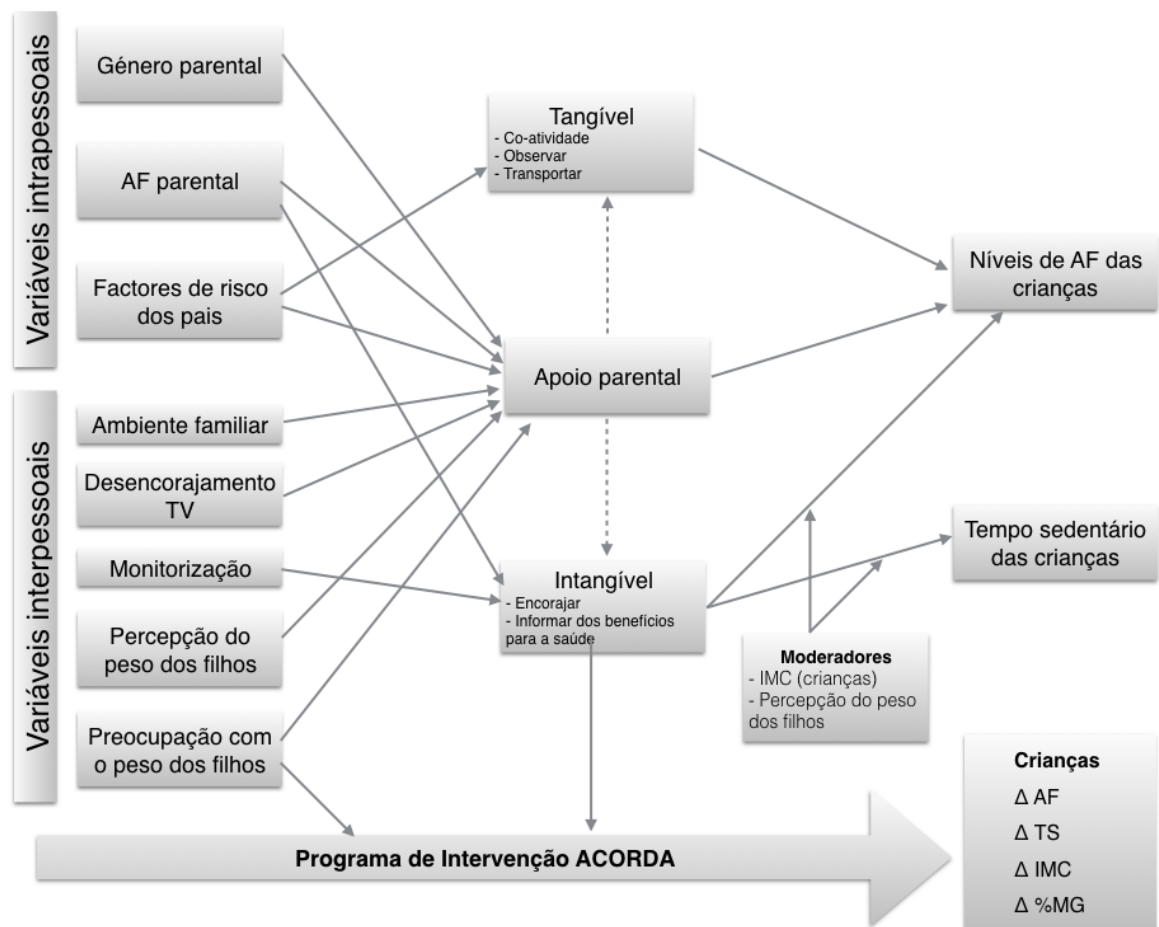 Variáveis intrapessoais
Género parental
AF parental
Factores de risco
dos pais
Variáveis interpessoais
Ambiente familiar
Desencorajamento
TV
Monitorização
Percepção do
peso dos filhos
Preocupação com
o peso dos filhos
Tangível
- Co-atividade
- Observar
- Transportar
Apoio parental
Intangível
- Encorajar
- Informar dos benefícios
para a saúde
Níveis de AF das
crianças
Tempo sedentário
das crianças
Moderadores
- IMC (crianças)
- Percepção do peso
dos filhos
Programa de Intervenção ACORDA
Crianças
Δ AF
Δ TS
Δ IMC
Δ %MG